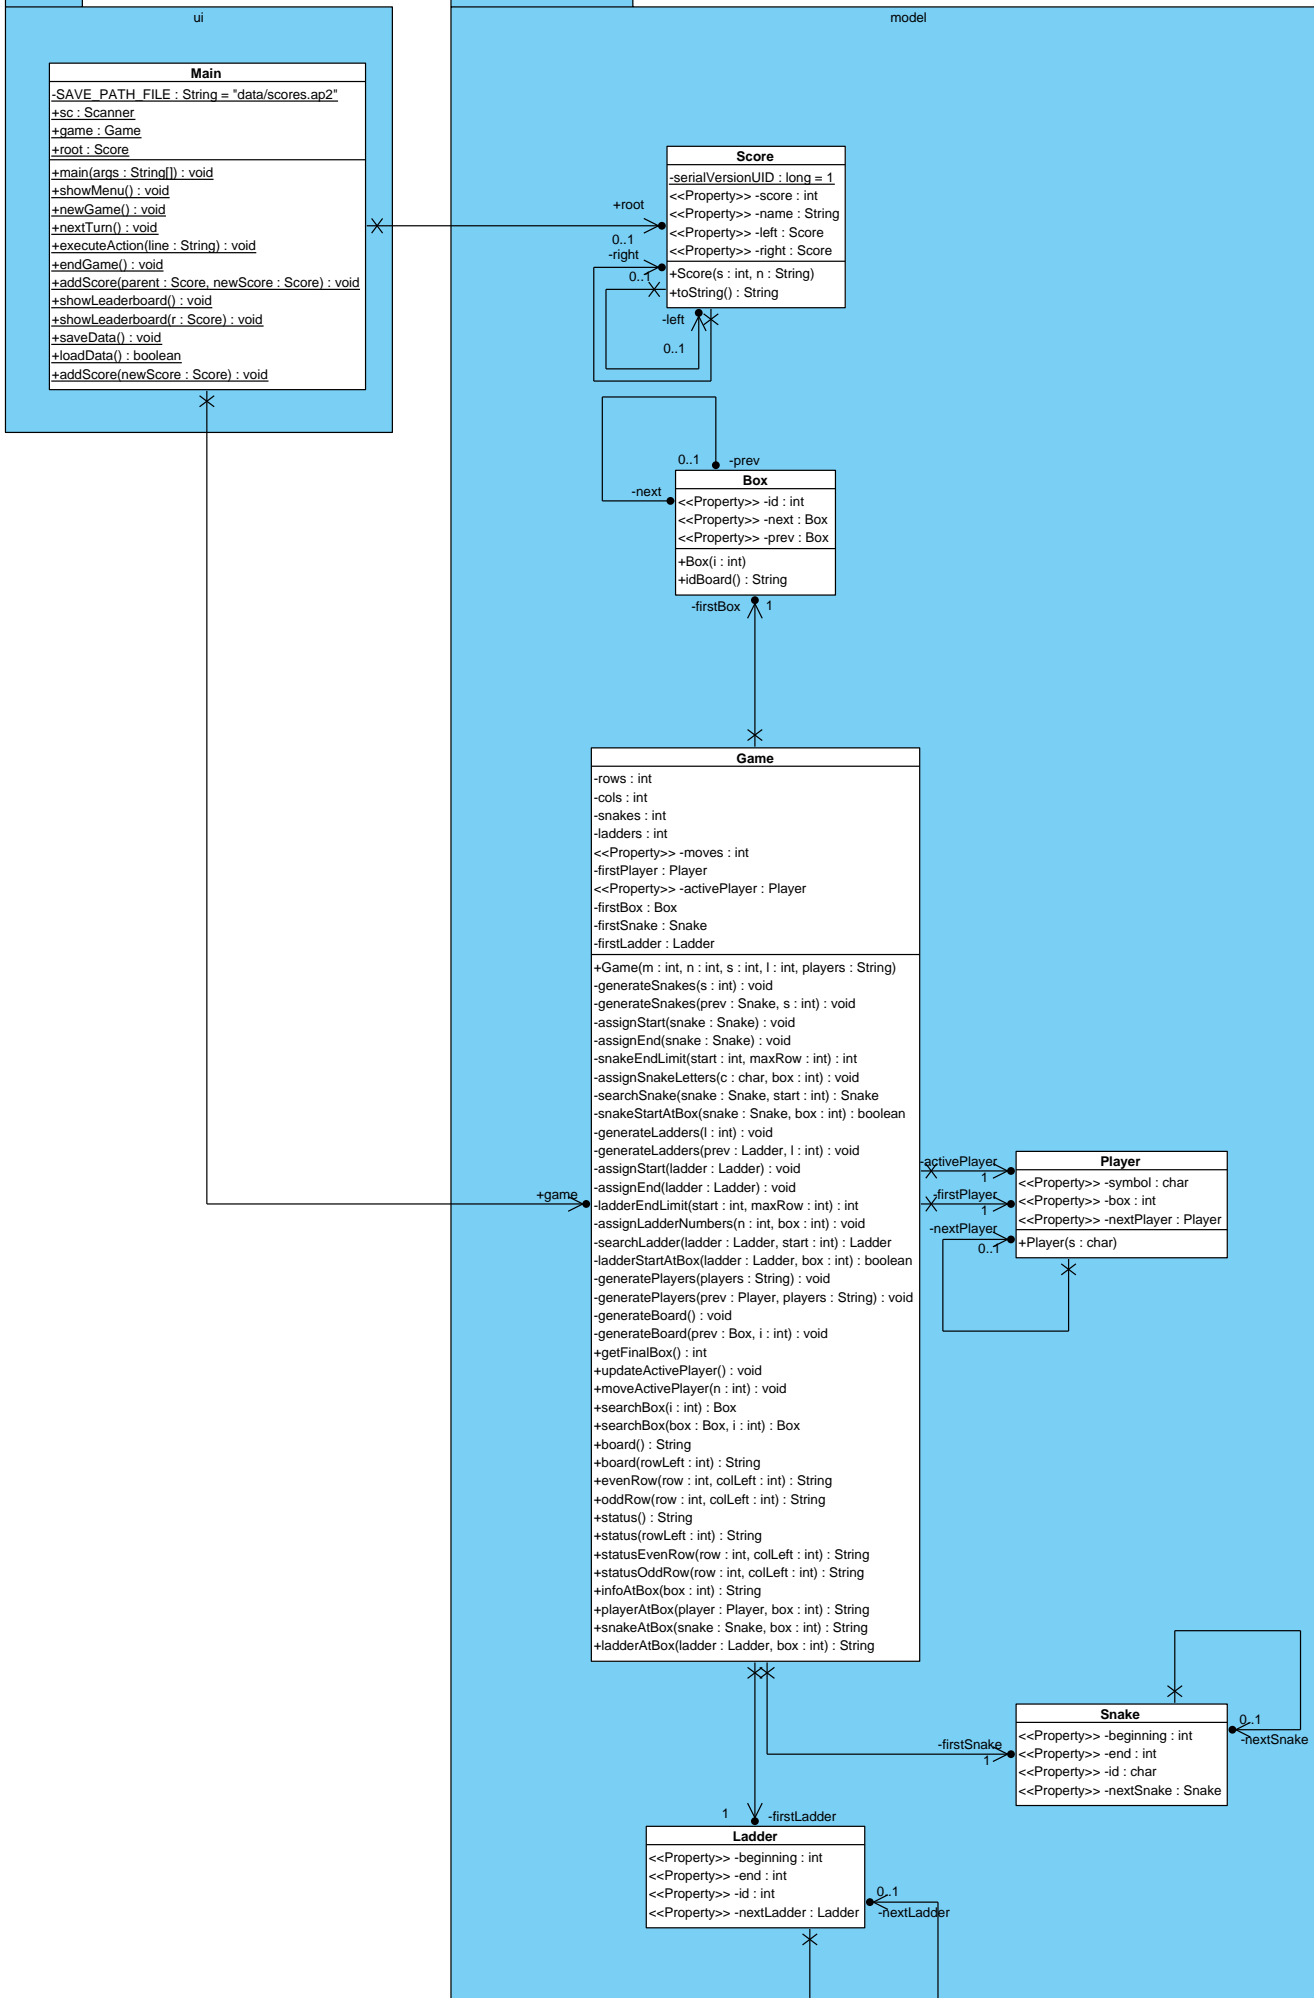 ui
Main
-SAVE_PATH_FILE : String = "data/scores.ap2"
+sc : Scanner
+game : Game
+root : Score
+main(args : String[]) : void
+showMenu() : void
+newGame() : void
+nextTurn() : void
+executeAction(line : String) : void
+endGame() : void
+addScore(parent : Score, newScore : Score) : void
+showLeaderboard() : void
+showLeaderboard(r : Score) : void
+saveData() : void
+loadData() : boolean
+addScore(newScore : Score) : void
model
Score
-serialVersionUID : long = 1
<<Property>> -score : int
<<Property>> -name : String
<<Property>> -left : Score
<<Property>> -right : Score
+Score(s : int, n : String)
+toString() : String
+root
0..1
-right
0..1
-left
0..1
0..1
-prev
-next
Box
<<Property>> -id : int
<<Property>> -next : Box
<<Property>> -prev : Box
+Box(i : int)
+idBoard() : String
-firstBox
1
Game
-rows : int
-cols : int
-snakes : int
-ladders : int
<<Property>> -moves : int
-firstPlayer : Player
<<Property>> -activePlayer : Player
-firstBox : Box
-firstSnake : Snake
-firstLadder : Ladder
+Game(m : int, n : int, s : int, l : int, players : String)
-generateSnakes(s : int) : void
-generateSnakes(prev : Snake, s : int) : void
-assignStart(snake : Snake) : void
-assignEnd(snake : Snake) : void
-snakeEndLimit(start : int, maxRow : int) : int
-assignSnakeLetters(c : char, box : int) : void
-searchSnake(snake : Snake, start : int) : Snake
-snakeStartAtBox(snake : Snake, box : int) : boolean
-generateLadders(l : int) : void
-generateLadders(prev : Ladder, l : int) : void
-assignStart(ladder : Ladder) : void
-assignEnd(ladder : Ladder) : void
-ladderEndLimit(start : int, maxRow : int) : int
-assignLadderNumbers(n : int, box : int) : void
-searchLadder(ladder : Ladder, start : int) : Ladder
-ladderStartAtBox(ladder : Ladder, box : int) : boolean
-generatePlayers(players : String) : void
-generatePlayers(prev : Player, players : String) : void
-generateBoard() : void
-generateBoard(prev : Box, i : int) : void
+getFinalBox() : int
+updateActivePlayer() : void
+moveActivePlayer(n : int) : void
+searchBox(i : int) : Box
+searchBox(box : Box, i : int) : Box
+board() : String
+board(rowLeft : int) : String
+evenRow(row : int, colLeft : int) : String
+oddRow(row : int, colLeft : int) : String
+status() : String
+status(rowLeft : int) : String
+statusEvenRow(row : int, colLeft : int) : String
+statusOddRow(row : int, colLeft : int) : String
+infoAtBox(box : int) : String
+playerAtBox(player : Player, box : int) : String
+snakeAtBox(snake : Snake, box : int) : String
+ladderAtBox(ladder : Ladder, box : int) : String
+game
-activePlayer
1
-firstPlayer
1
-nextPlayer
0..1
Player
<<Property>> -symbol : char
<<Property>> -box : int
<<Property>> -nextPlayer : Player
+Player(s : char)
-firstSnake
1
Snake
<<Property>> -beginning : int
<<Property>> -end : int
<<Property>> -id : char
<<Property>> -nextSnake : Snake
0..1
-nextSnake
1
-firstLadder
Ladder
<<Property>> -beginning : int
<<Property>> -end : int
<<Property>> -id : int
<<Property>> -nextLadder : Ladder
0..1
-nextLadder